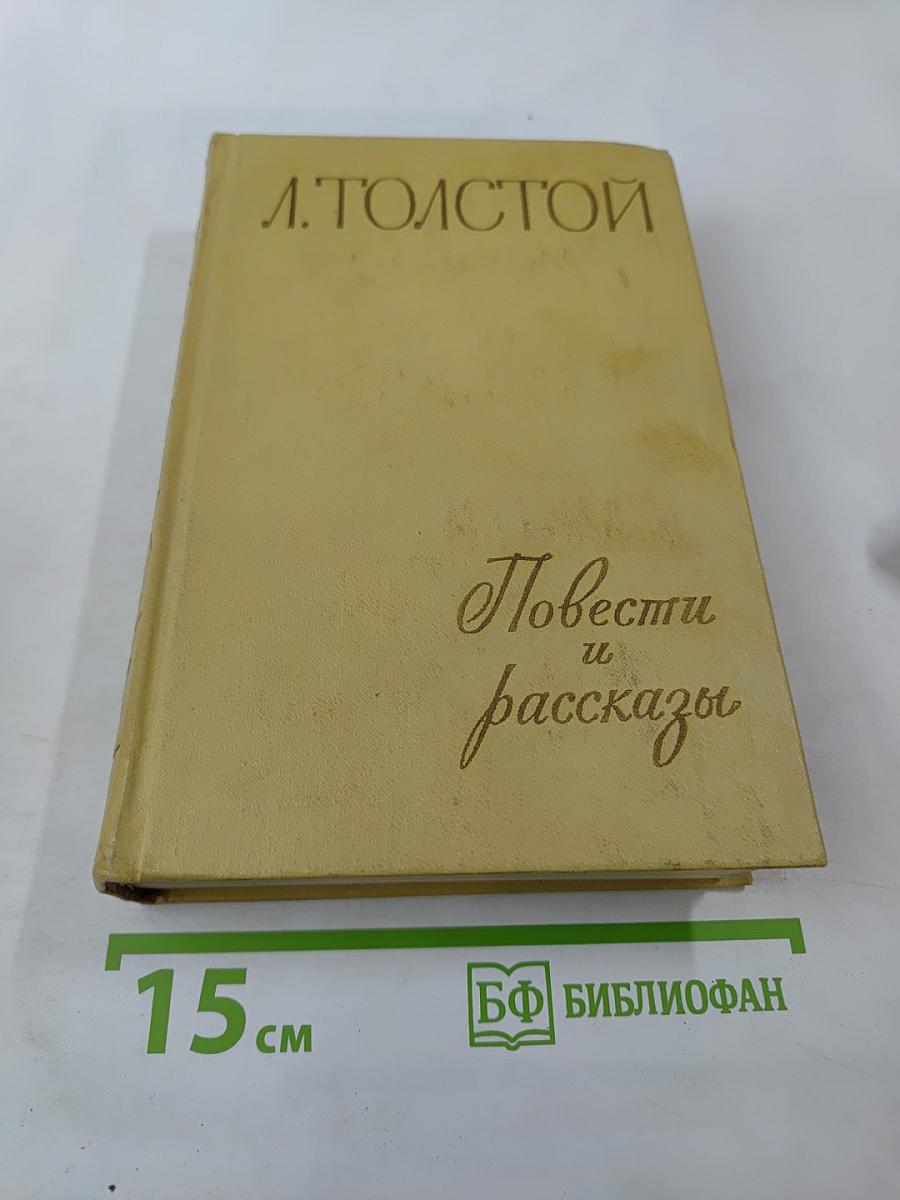 Л. ТОЛСТОЙ
Повести
и
рассказы
15 см
БФ БИБЛИОФАН